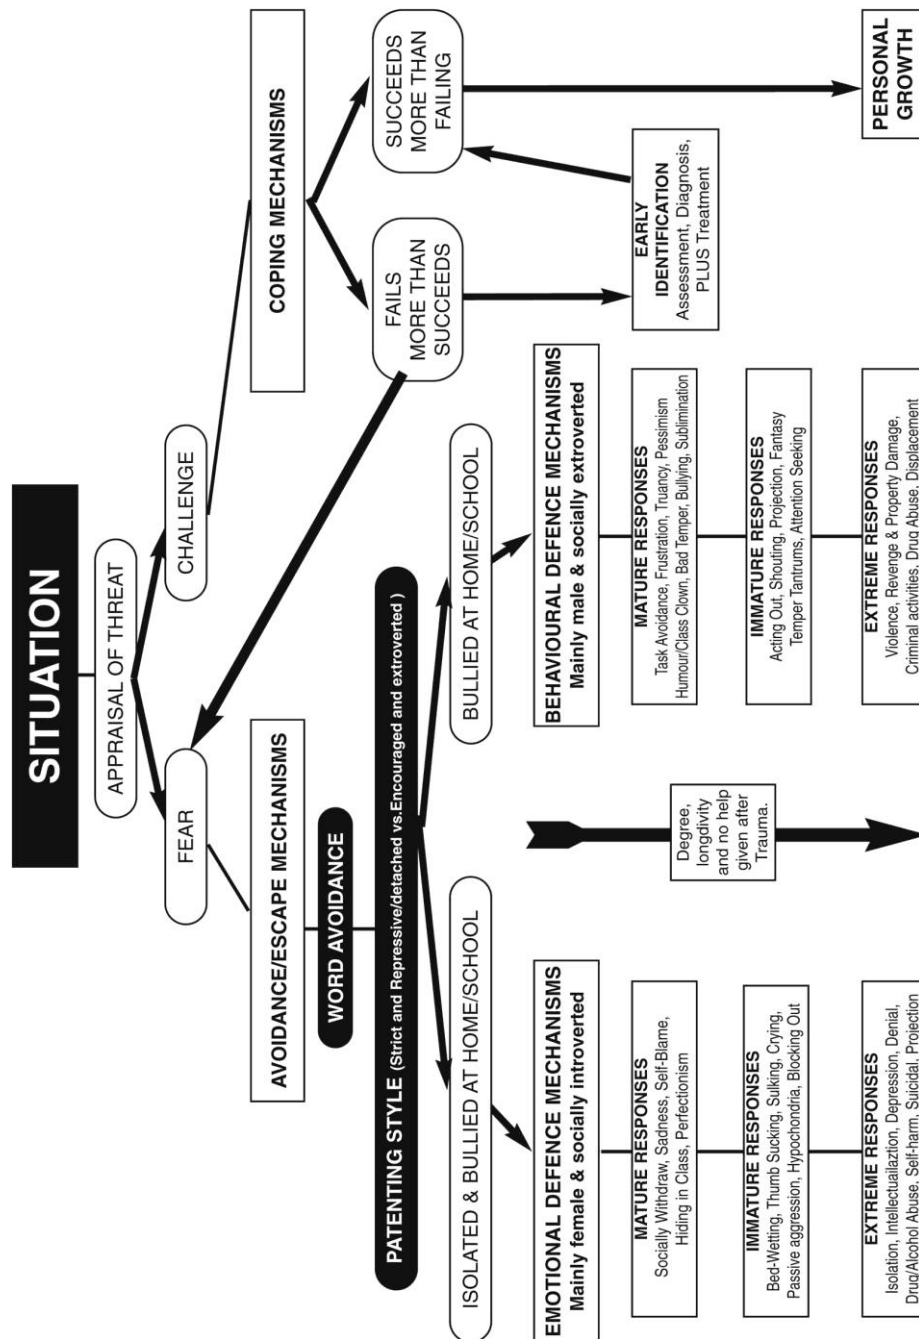 SITUATION
APPRAISAL OF THREAT
FEAR
CHALLENGE
AVOIDANCE/ESCAPE MECHANISMS
COPING MECHANISMS
WORD AVOIDANCE
PATENTING STYLE (Strict and Repressive/detached vs.Encouraged and extroverted )
FAILS
MORE THAN
SUCCEEDS
SUCCEEDS
MORE THAN
FAILING
ISOLATED & BULLIED AT HOME/SCHOOL
BULLIED AT HOME/SCHOOL
EMOTIONAL DEFENCE MECHANISMS
Mainly female & socially introverted
BEHAVIOURAL DEFENCE MECHANISMS
Mainly male & socially extroverted
EARLY
IDENTIFICATION
Assessment, Diagnosis,
PLUS Treatment
MATURE RESPONSES
Socially Withdraw, Sadness, Self-Blame,
Hiding in Class, Perfectionism
Degree,
longdivity
and no help
given after
Trauma.
MATURE RESPONSES
Task Avoidance, Frustration, Truancy, Pessimism
Humour/Class Clown, Bad Temper, Bullying, Sublimination
IMMATURE RESPONSES
Bed-Wetting, Thumb Sucking, Sulking, Crying,
Passive aggression, Hypochondria, Blocking Out
IMMATURE RESPONSES
Acting Out, Shouting, Projection, Fantasy
Temper Tantrums, Attention Seeking
EXTREME RESPONSES
Isolation, Intellectuailaztion, Depression, Denial,
Drug/Alcohol Abuse, Self-harm, Suicidal, Projection
EXTREME RESPONSES
Violence, Revenge & Property Damage,
Criminal activities, Drug Abuse, Displacement
PERSONAL
GROWTH